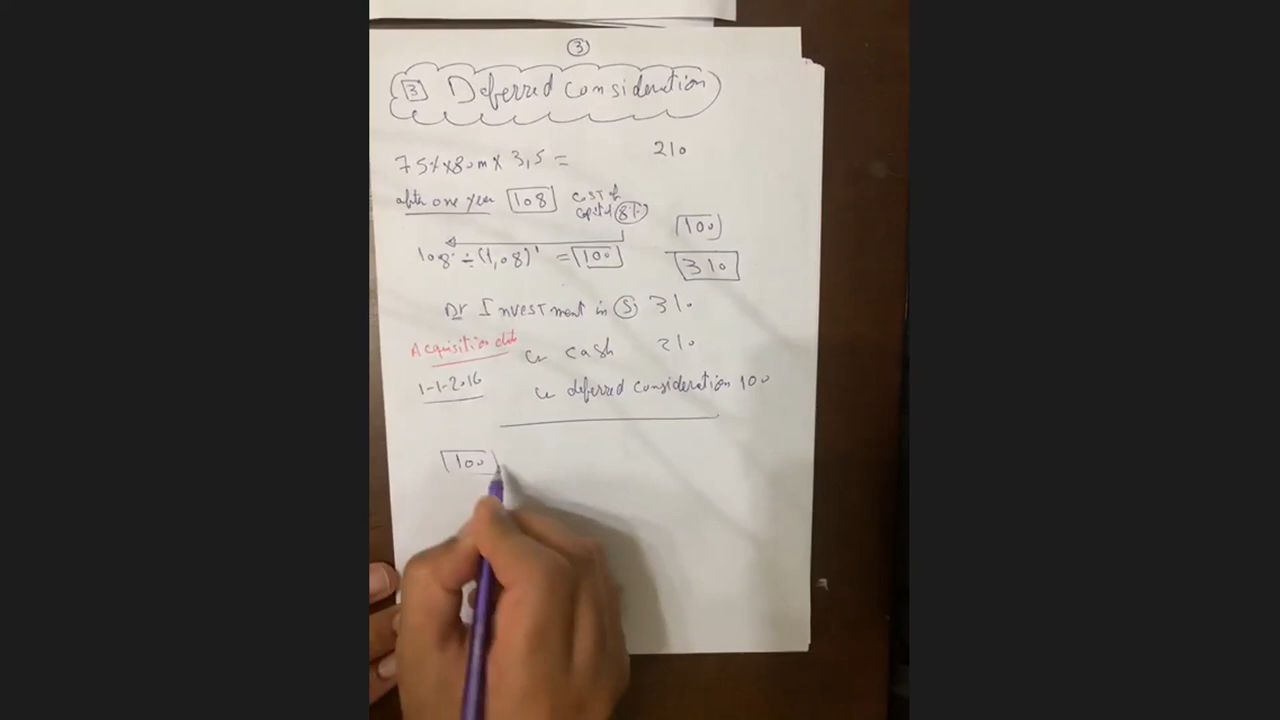 3
3 Deferred consideration
75% x 80m x 3,5 = 210
after one year 108 cost of capital 8%
100
108 ÷ (1,08)¹ = 100
310
Dr Investment in S 310
Acquisition date
Cr cash 210
1-1-2016
Cr deferred consideration 100
100